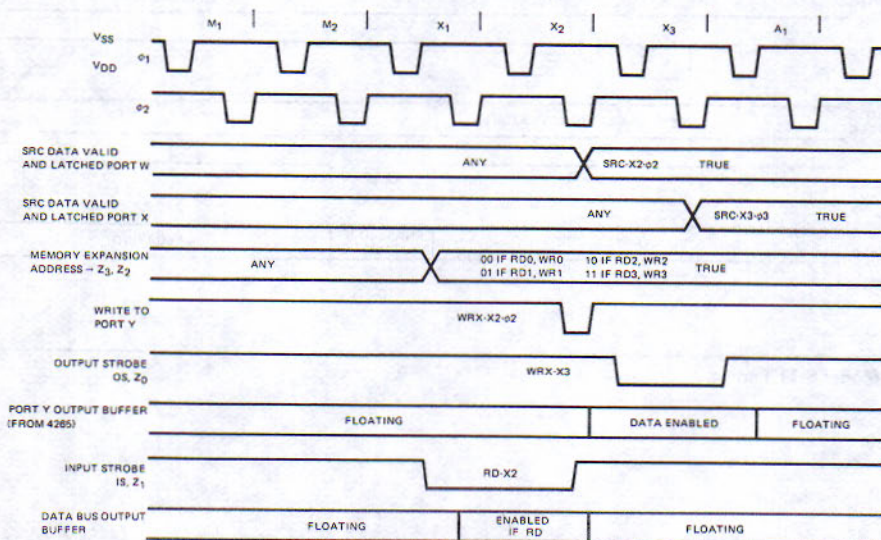 M1 M2 X1 X2 X3 A1
VSS
VDD
φ1
φ2
SRC DATA VALID
AND LATCHED PORT W
ANY
SRC·X2·φ2
TRUE
SRC DATA VALID
AND LATCHED PORT X
ANY
SRC·X3·φ3
TRUE
MEMORY EXPANSION
ADDRESS – Z3, Z2
ANY
00 IF RD0, WR0 10 IF RD2, WR2
01 IF RD1, WR1 11 IF RD3, WR3
TRUE
WRITE TO
PORT Y
WRX·X2·φ2
OUTPUT STROBE
OS, Z0
WRX·X3
PORT Y OUTPUT BUFFER
(FROM 4265)
FLOATING
DATA ENABLED
FLOATING
INPUT STROBE
IS, Z1
RD·X2
DATA BUS OUTPUT
BUFFER
FLOATING
ENABLED
IF RD
FLOATING